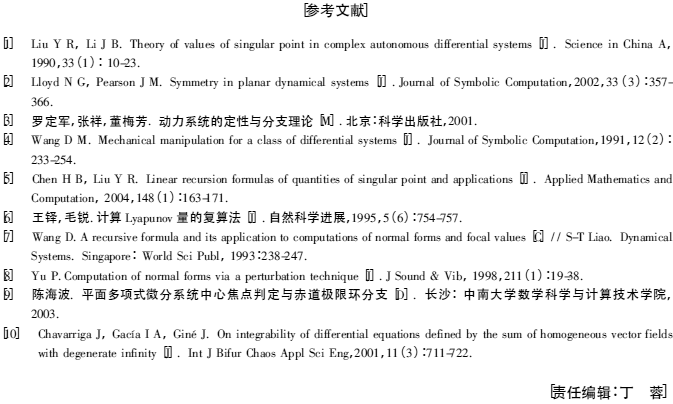 [参考文献]
[1] Liu Y R, Li J B. Theory of values of singular point in complex autonomous differential systems [J]. Science in China A,
1990,33(1): 10-23.
[2] Lloyd N G, Pearson J M. Symmetry in planar dynamical systems [J].Journal of Symbolic Computation,2002,33(3):357-
366.
[3] 罗定军,张祥,董梅芳. 动力系统的定性与分支理论 [M].北京:科学出版社,2001.
[4] Wang D M. Mechanical manipulation for a class of differential systems [J]. Journal of Symbolic Computation,1991,12(2):
233-254.
[5] Chen H B, Liu Y R. Linear recursion formulas of quantities of singular point and applications [J]. Applied Mathematics and
Computation, 2004,148(1):163-171.
[6] 王铎,毛锐.计算 Lyapunov 量的复算法 [J].自然科学进展,1995,5(6):754-757.
[7] Wang D. A recursive formula and its application to computations of normal forms and focal values [C] // S-T Liao. Dynamical
Systems. Singapore: World Sci Publ, 1993:238-247.
[8] Yu P.Computation of normal forms via a perturbation technique [J].J Sound & Vib, 1998,211(1):19-38.
[9] 陈海波. 平面多项式微分系统中心焦点判定与赤道极限环分支 [D]. 长沙: 中南大学数学科学与计算技术学院,
2003.
[10] Chavarriga J, Gacía I A, Giné J. On integrability of differential equations defined by the sum of homogeneous vector fields
with degenerate infinity [J]. Int J Bifur Chaos Appl Sci Eng,2001,11(3):711-722.
[责任编辑:丁 蓉]